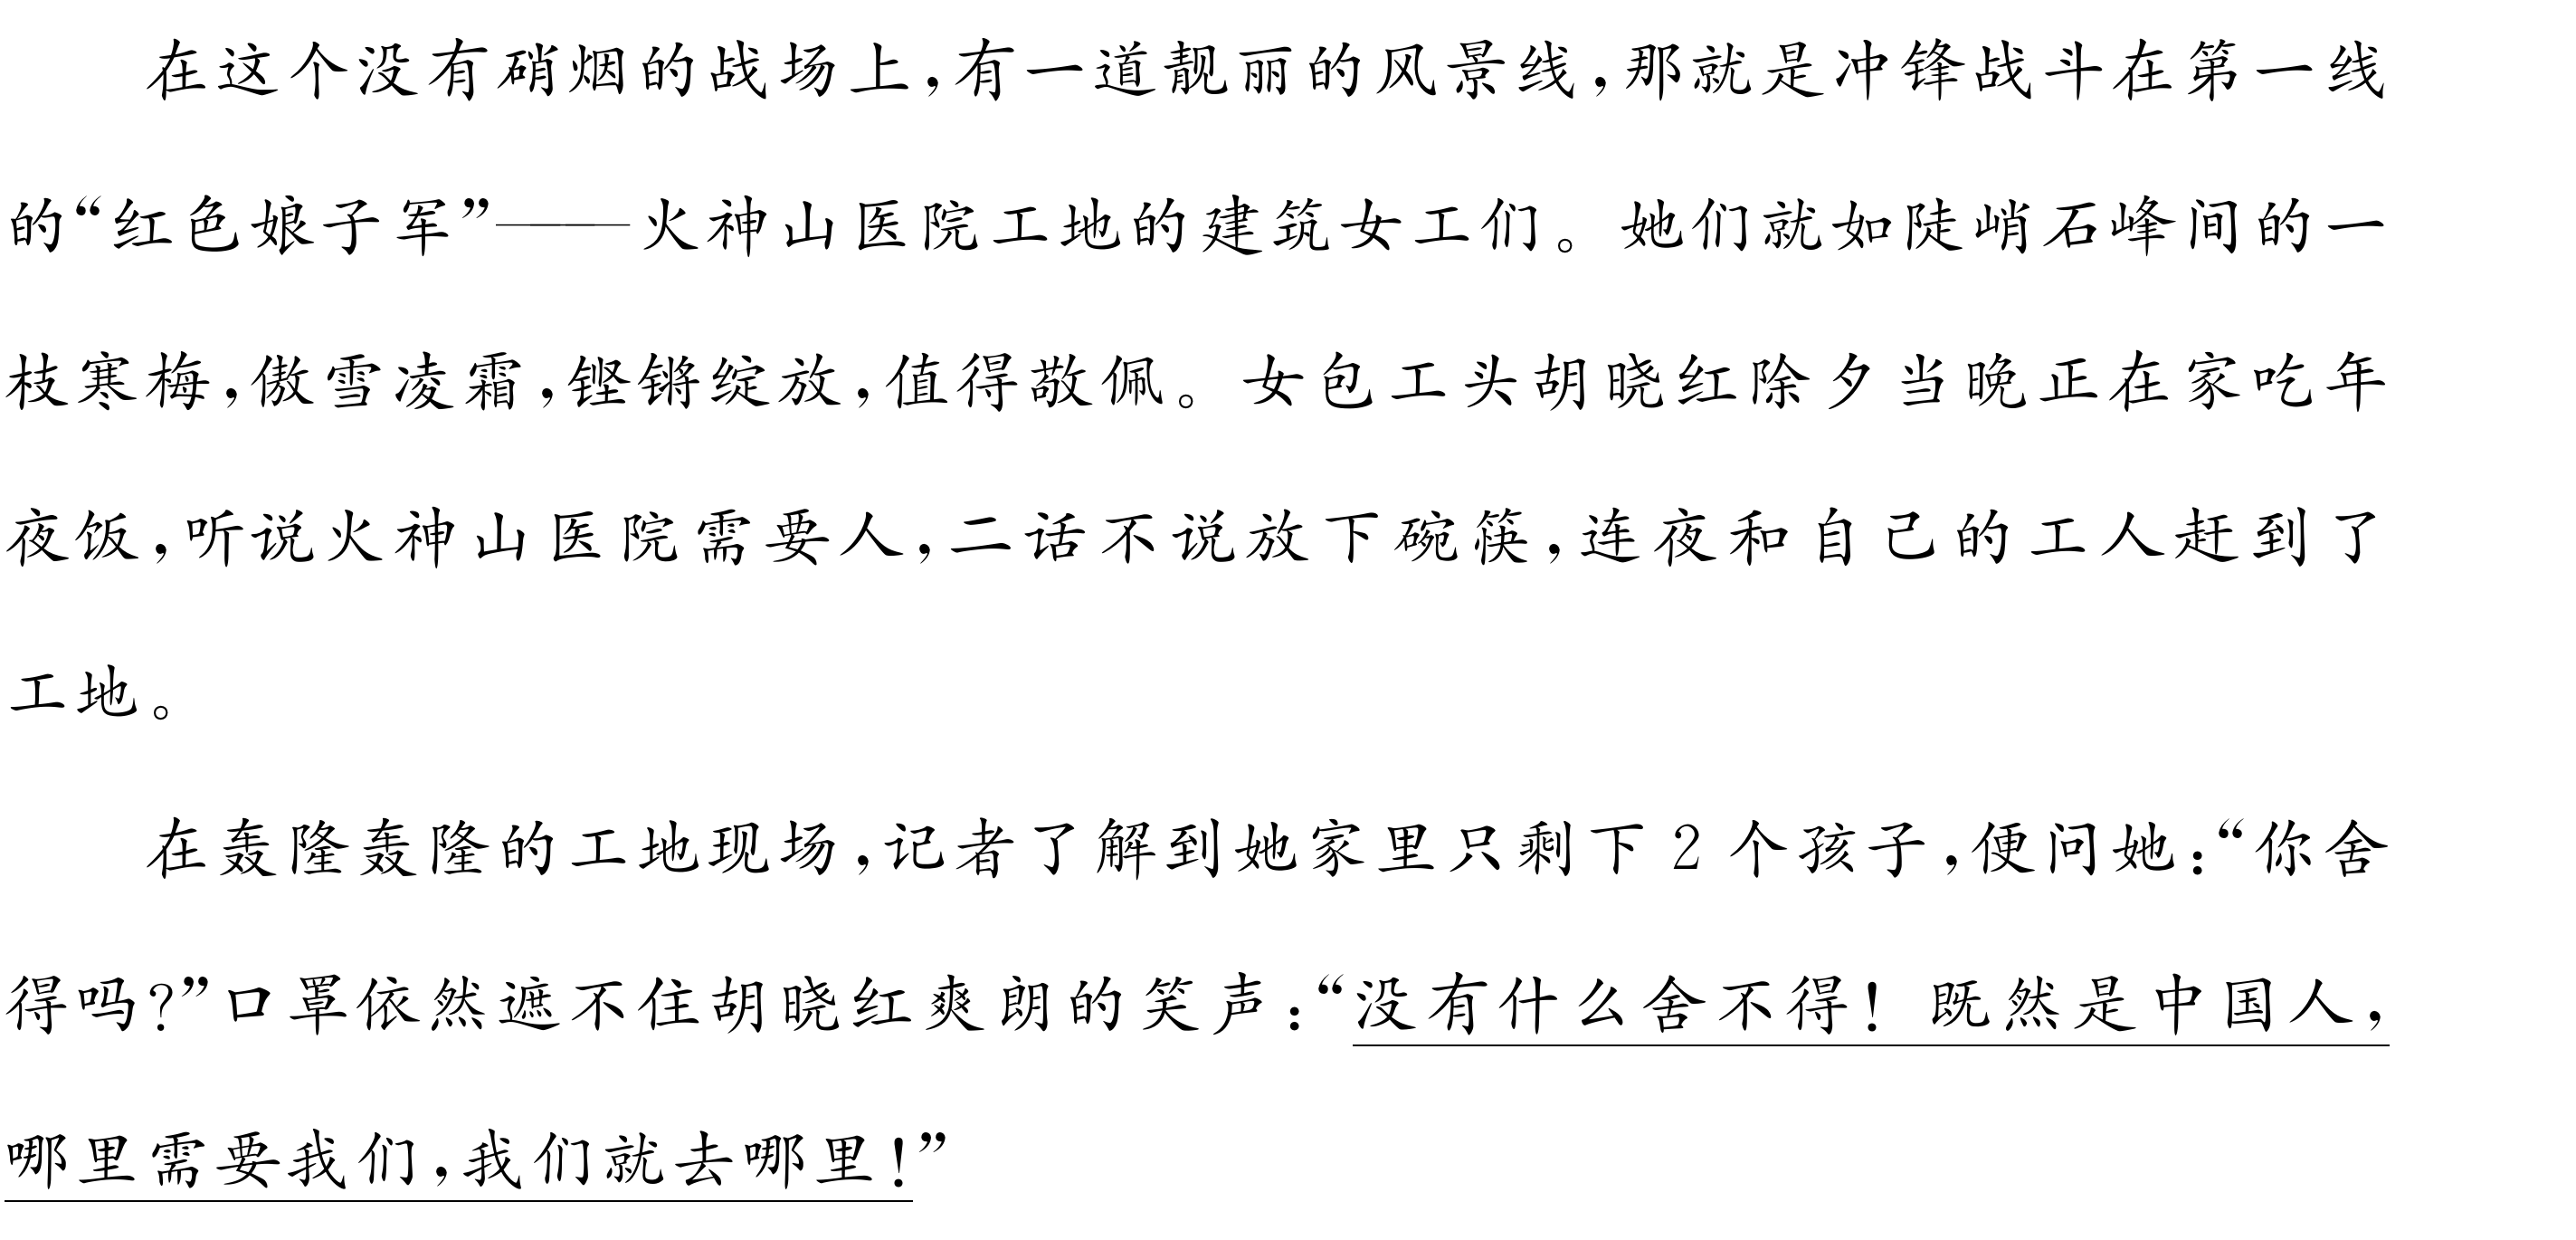 在这个没有硝烟的战场上,有一道靓丽的风景线,那就是冲锋战斗在第一线
的“红色娘子军”——火神山医院工地的建筑女工们。她们就如陡峭石峰间的一
枝寒梅,傲雪凌霜,铿锵绽放,值得敬佩。女包工头胡晓红除夕当晚正在家吃年
夜饭,听说火神山医院需要人,二话不说放下碗筷,连夜和自己的工人赶到了
工地。
在轰隆轰隆的工地现场,记者了解到她家里只剩下2个孩子,便问她:“你舍
得吗?”口罩依然遮不住胡晓红爽朗的笑声:“没有什么舍不得! 既然是中国人,
哪里需要我们,我们就去哪里!”